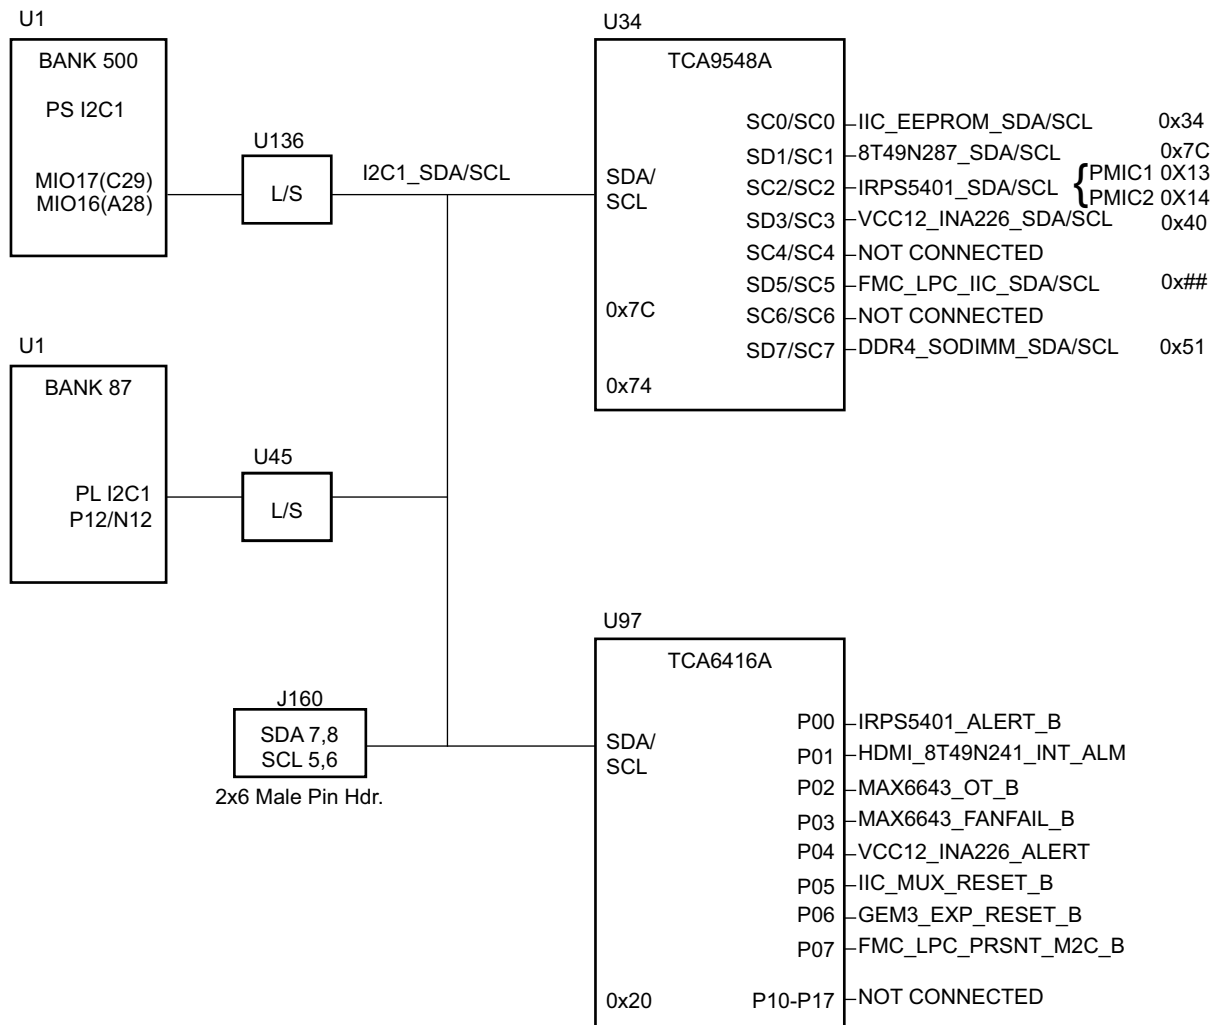 U1
BANK 500
PS I2C1
MIO17(C29)
MIO16(A28)
U136
L/S
I2C1_SDA/SCL
U34
TCA9548A
SDA/
SCL
0x7C
0x74
SC0/SC0 IIC_EEPROM_SDA/SCL 0x34
SD1/SC1 8T49N287_SDA/SCL 0x7C
SC2/SC2 IRPS5401_SDA/SCL { PMIC1 0X13
PMIC2 0X14
SD3/SC3 VCC12_INA226_SDA/SCL 0x40
SC4/SC4 NOT CONNECTED
SD5/SC5 FMC_LPC_IIC_SDA/SCL 0x##
SC6/SC6 NOT CONNECTED
SD7/SC7 DDR4_SODIMM_SDA/SCL 0x51
U1
BANK 87
PL I2C1
P12/N12
U45
L/S
J160
SDA 7,8
SCL 5,6
2x6 Male Pin Hdr.
U97
TCA6416A
SDA/
SCL
P00 IRPS5401_ALERT_B
P01 HDMI_8T49N241_INT_ALM
P02 MAX6643_OT_B
P03 MAX6643_FANFAIL_B
P04 VCC12_INA226_ALERT
P05 IIC_MUX_RESET_B
P06 GEM3_EXP_RESET_B
P07 FMC_LPC_PRSNT_M2C_B
0x20 P10-P17 NOT CONNECTED